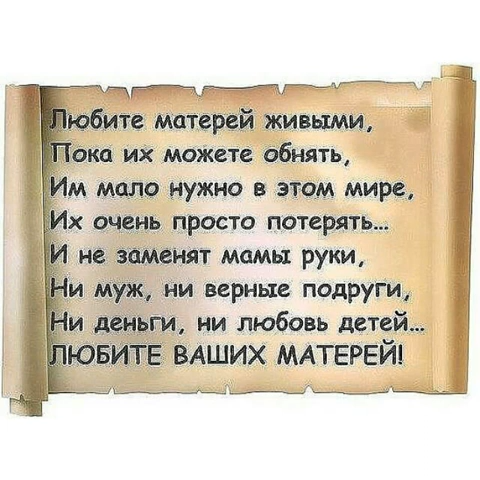 Любите матерей живыми,
Пока их можете обнять,
Им мало нужно в этом мире,
Их очень просто потерять...
И не заменят мамы руки,
Ни муж, ни верные подруги,
Ни деньги, ни любовь детей...
ЛЮБИТЕ ВАШИХ МАТЕРЕЙ!